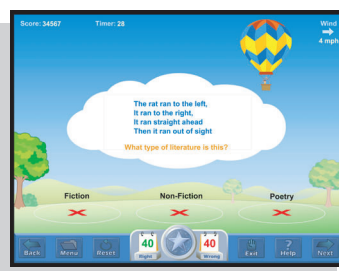 Score: 34567 Timer: 28 Wind
4 mph
The rat ran to the left,
It ran to the right,
It ran straight ahead
Then it ran out of sight
What type of literature is this?
Fiction Non-Fiction Poetry
40 40
Right Wrong
Back Menu Reset Exit Help Next